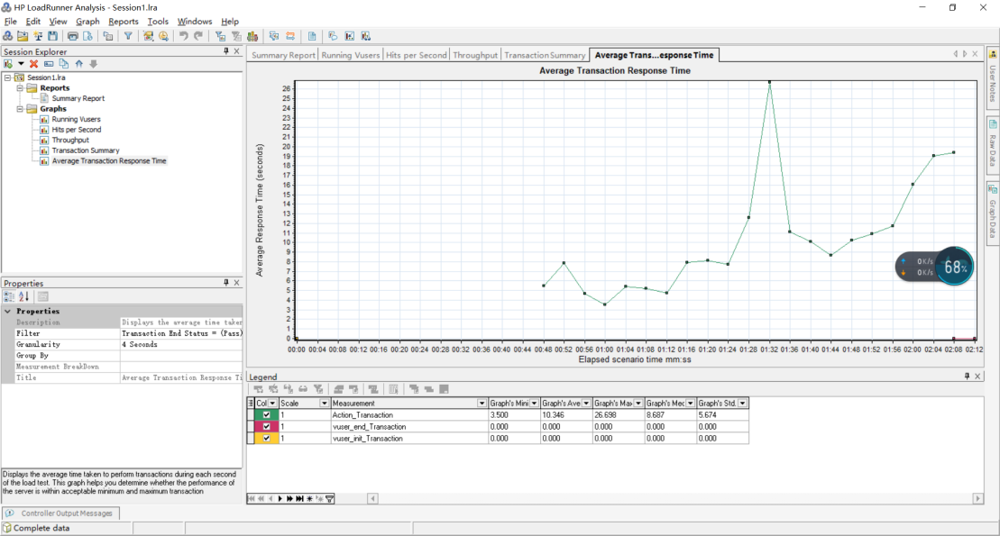 HP LoadRunner Analysis - Session1.lra
File Edit View Graph Reports Tools Windows Help
Session Explorer
Session1.lra
Reports
Summary Report
Graphs
Running Vusers
Hits per Second
Throughput
Transaction Summary
Average Transaction Response Time
Properties
Properties
Description Displays the average time taken
Filter Transaction End Status = (Pass)
Granularity 4 Seconds
Group By
Measurement BreakDown
Title Average Transaction Response Ti
Displays the average time taken to perform transactions during each second
of the load test. This graph helps you determine whether the performance of
the server is within acceptable minimum and maximum transaction
Summary Report Running Vusers Hits per Second Throughput Transaction Summary Average Trans...esponse Time
Average Transaction Response Time
Average Response Time (seconds)
26
25
24
23
22
21
20
19
18
17
16
15
14
13
12
11
10
9
8
7
6
5
4
3
2
1
0
00:00 00:04 00:08 00:12 00:16 00:20 00:24 00:28 00:32 00:36 00:40 00:44 00:48 00:52 00:56 01:00 01:04 01:08 01:12 01:16 01:20 01:24 01:28 01:32 01:36 01:40 01:44 01:48 01:52 01:56 02:00 02:04 02:08 02:12
Elapsed scenario time mm:ss
0K/s
0K/s
68%
User Notes
Raw Data
Graph Data
Legend
Col Scale Measurement Graph's Mini Graph's Ave Graph's Max Graph's Med Graph's Std.
1 Action_Transaction 3.500 10.346 26.698 8.687 5.674
1 vuser_end_Transaction 0.000 0.000 0.000 0.000 0.000
1 vuser_init_Transaction 0.000 0.000 0.000 0.000 0.000
Controller Output Messages
Complete data